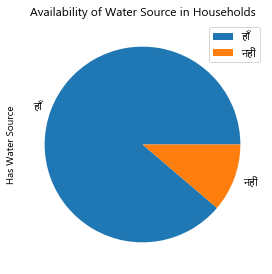 Availability of Water Source in Households
हाँ
नही
हाँ
Has Water Source
नही